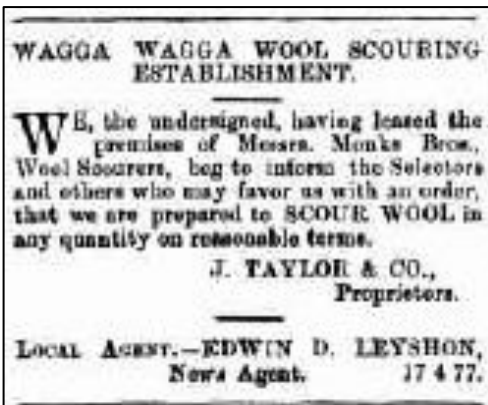 WAGGA WAGGA WOOL SCOURING
ESTABLISHMENT.
WE, the undersigned, having leased the
premises of Messrs. Monks Bros.,
Wool Scourers, beg to inform the Selectors
and others who may favor us with an order,
that we are prepared to SCOUR WOOL in
any quantity on reasonable terms.
J. TAYLOR & CO.,
Proprietors.
LOCAL AGENT.—EDWIN D. LEYSHON,
News Agent. 17 4 77.